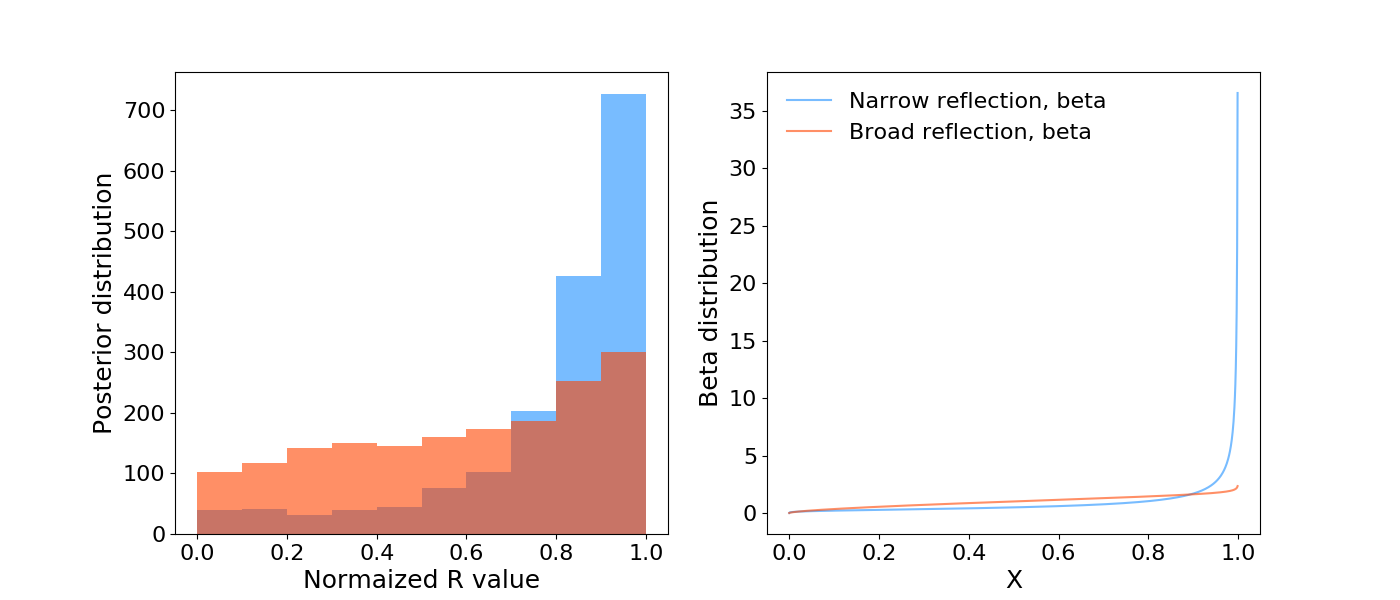 Posterior distribution
700
600
500
400
300
200
100
0
0.0 0.2 0.4 0.6 0.8 1.0
Normaized R value
Beta distribution
35
30
25
20
15
10
5
0
Narrow reflection, beta
Broad reflection, beta
0.0 0.2 0.4 0.6 0.8 1.0
X